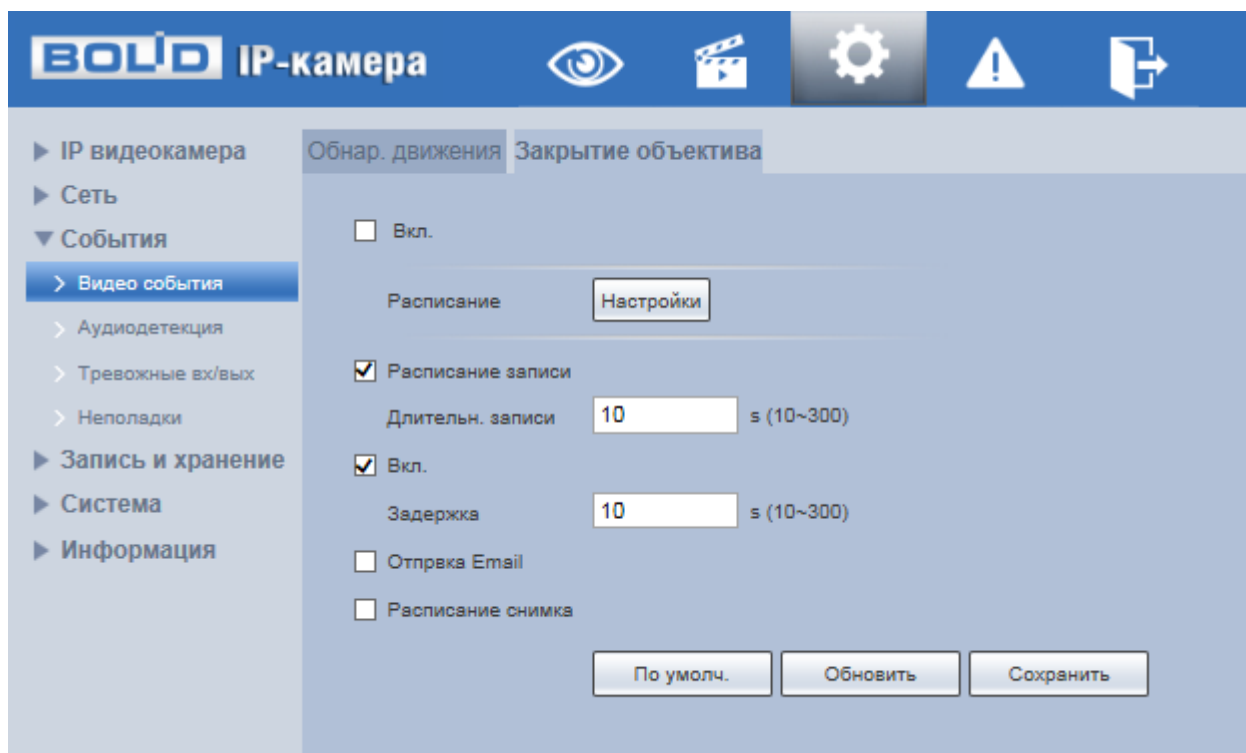 BOLID IP-камера
IP видеокамера
Сеть
События
Видео события
Аудиодетекция
Тревожные вх/вых
Неполадки
Запись и хранение
Система
Информация
Обнар. движения Закрытие объектива
Вкл.
Расписание Настройки
Расписание записи
Длительн. записи 10 s (10~300)
Вкл.
Задержка 10 s (10~300)
Отпрвка Email
Расписание снимка
По умолч. Обновить Сохранить